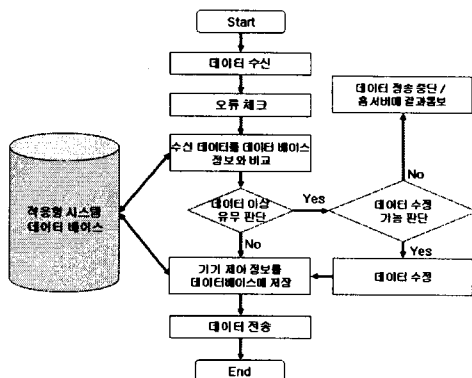 Start
데이터 수신
오류 체크
수신 데이터를 데이터 베이스
정보와 비교
데이터 이상
유무 판단
Yes
No
데이터 전송 중단 /
홈서버에 결과통보
No
데이터 수정
가능 판단
Yes
데이터 수정
적응형 시스템
데이터 베이스
기기 제어 정보를
데이터베이스에 저장
데이터 전송
End